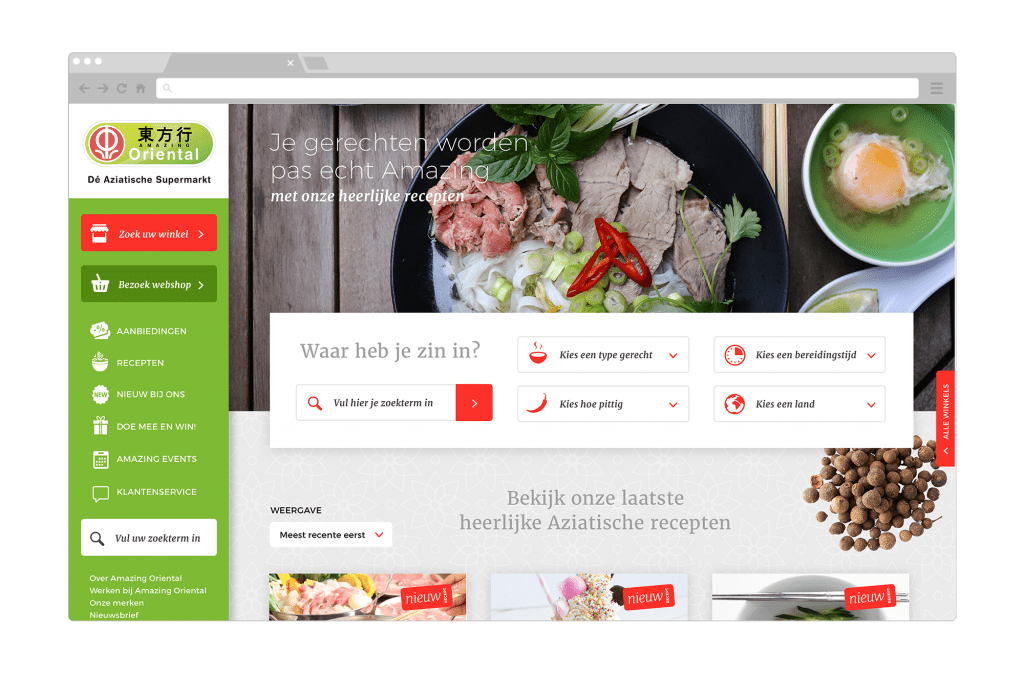 東方行
AMAZING
Oriental
Dé Aziatische Supermarkt
Zoek uw winkel
Bezoek webshop
%
AANBIEDINGEN
RECEPTEN
NEW
NIEUW BIJ ONS
DOE MEE EN WIN!
AMAZING EVENTS
KLANTENSERVICE
Vul uw zoekterm in
Over Amazing Oriental
Werken bij Amazing Oriental
Onze merken
Nieuwsbrief
Je gerechten worden
pas echt Amazing
met onze heerlijke recepten
Waar heb je zin in?
Vul hier je zoekterm in
Kies een type gerecht
Kies een bereidingstijd
Kies hoe pittig
Kies een land
ALLE WINKELS
Bekijk onze laatste
heerlijke Aziatische recepten
WEERGAVE
Meest recente eerst
nieuw
nieuw
nieuw